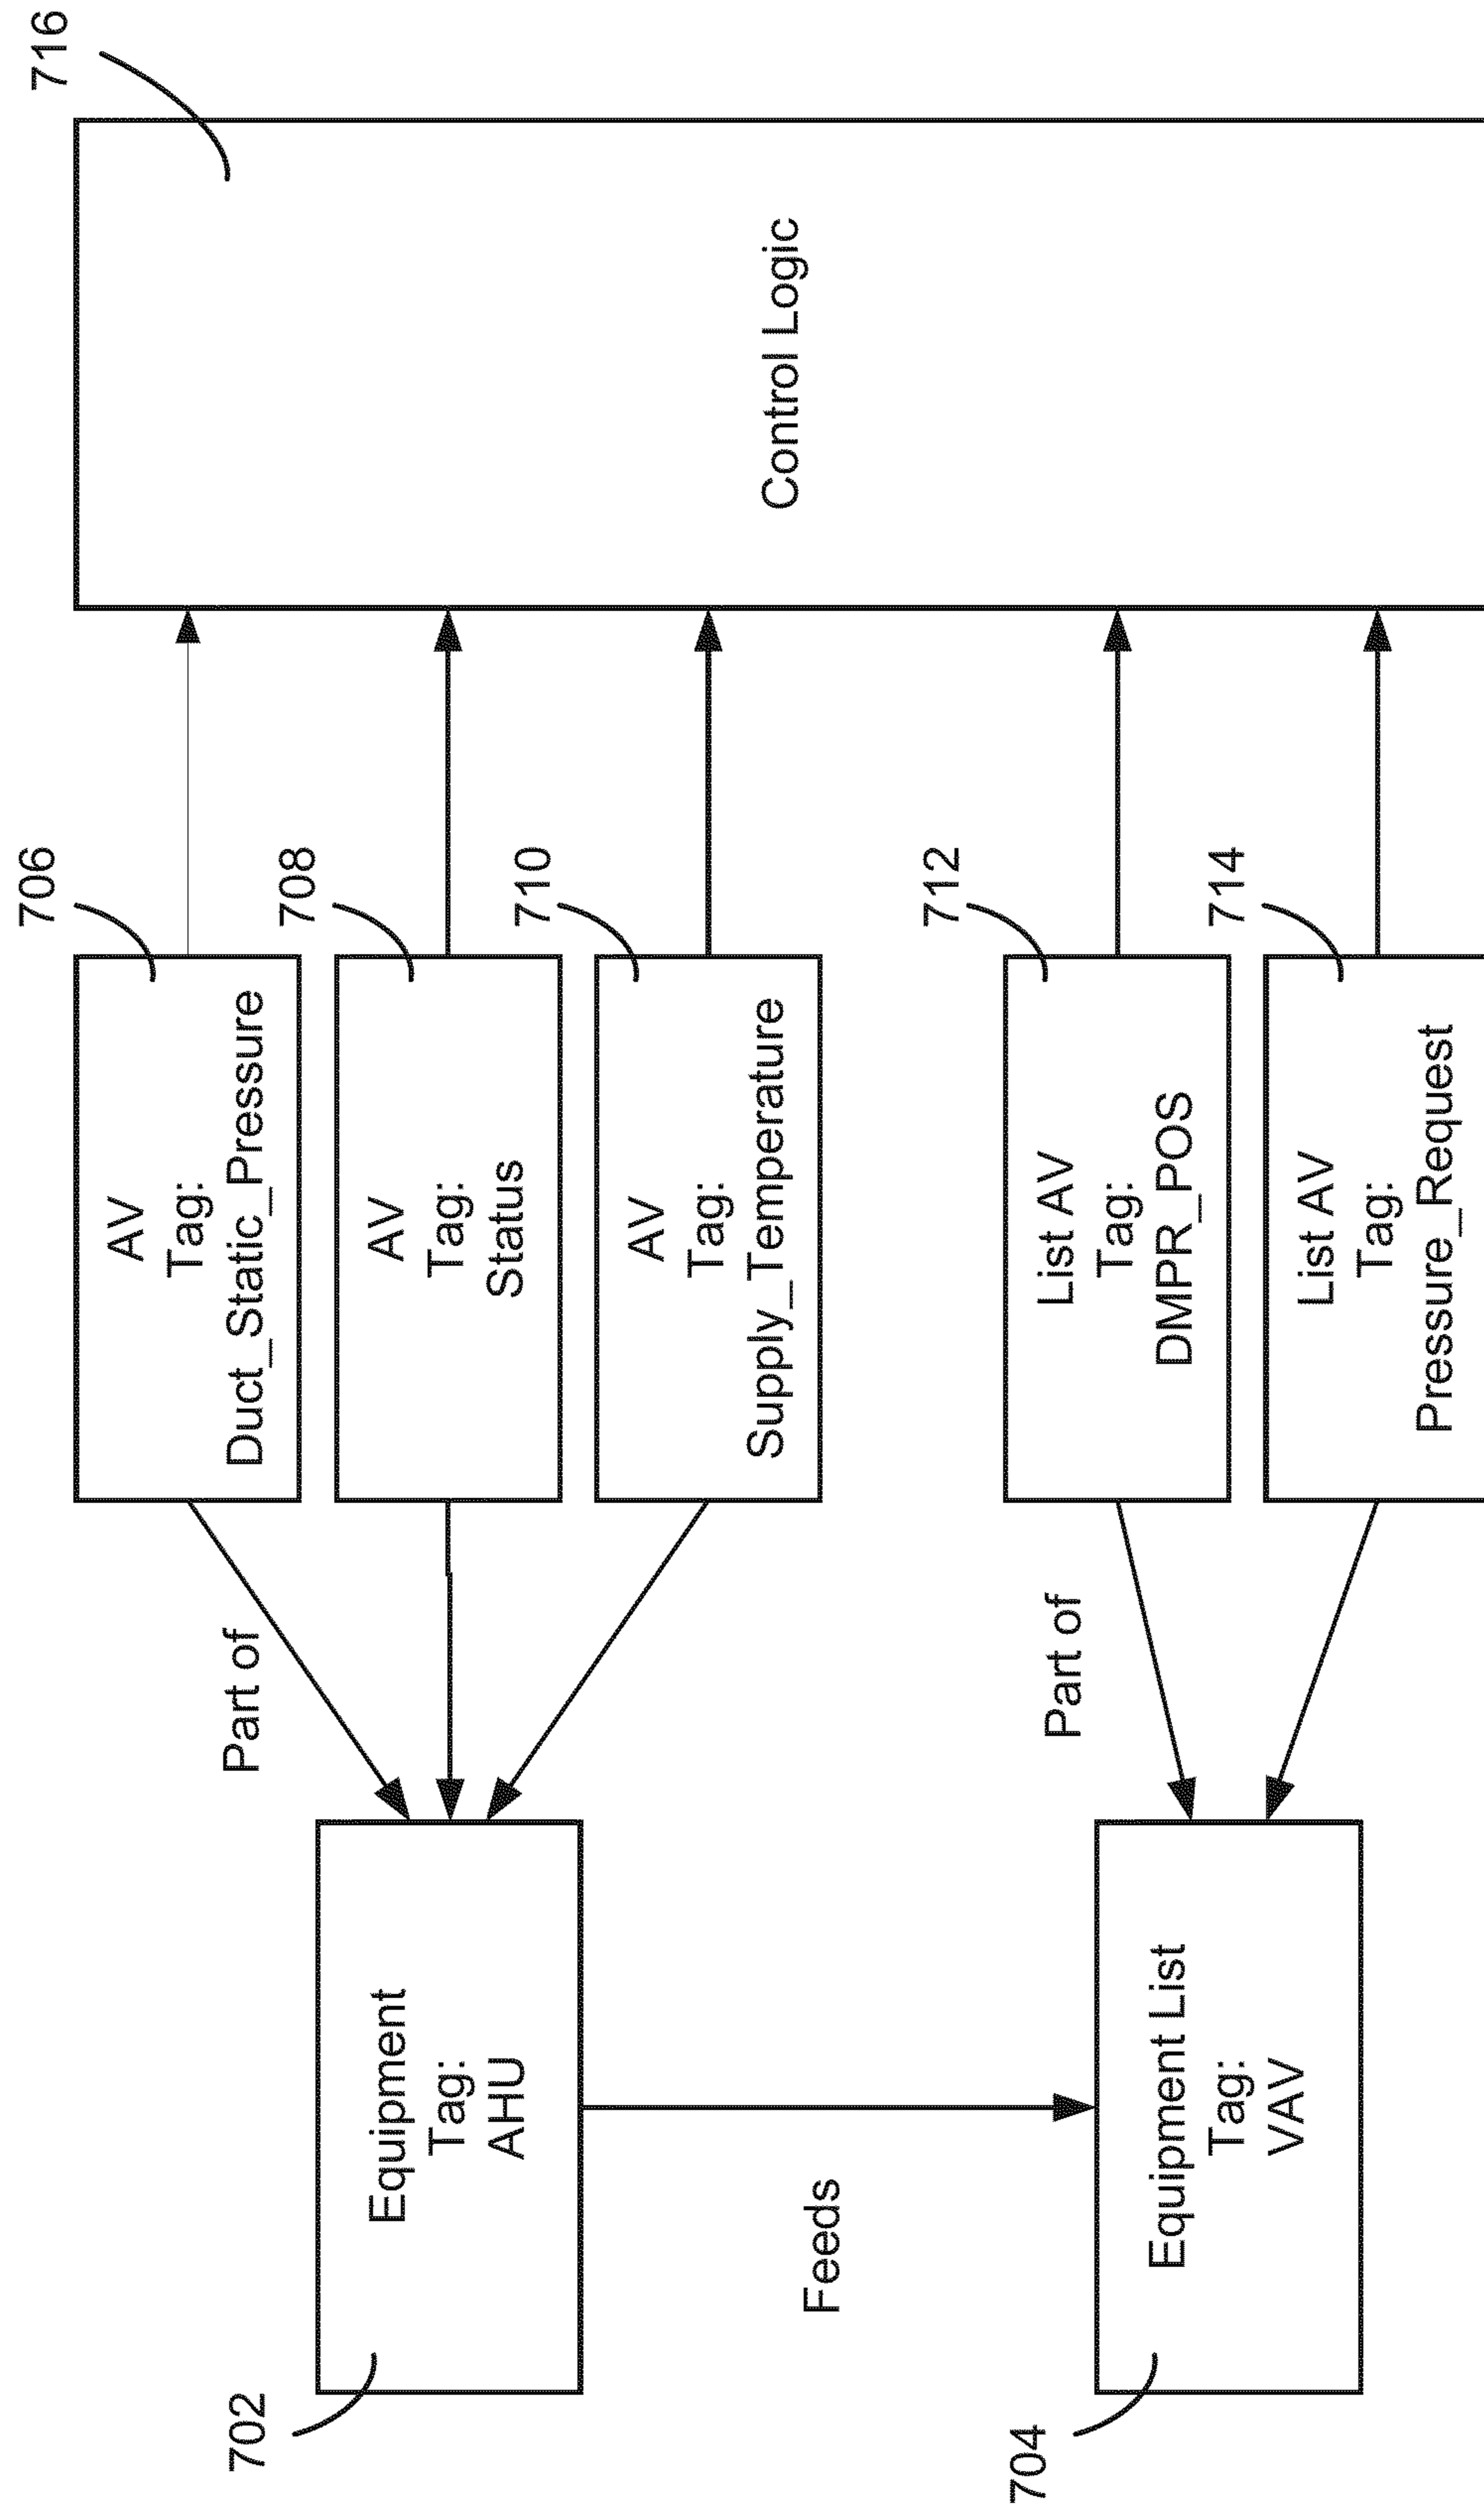 702
Equipment
Tag:
AHU
Feeds
704
Equipment List
Tag:
VAV
Part of
Part of
706
AV
Tag:
Duct_Static_Pressure
708
AV
Tag:
Status
710
AV
Tag:
Supply_Temperature
712
List AV
Tag:
DMPR_POS
714
List AV
Tag:
Pressure_Request
716
Control Logic